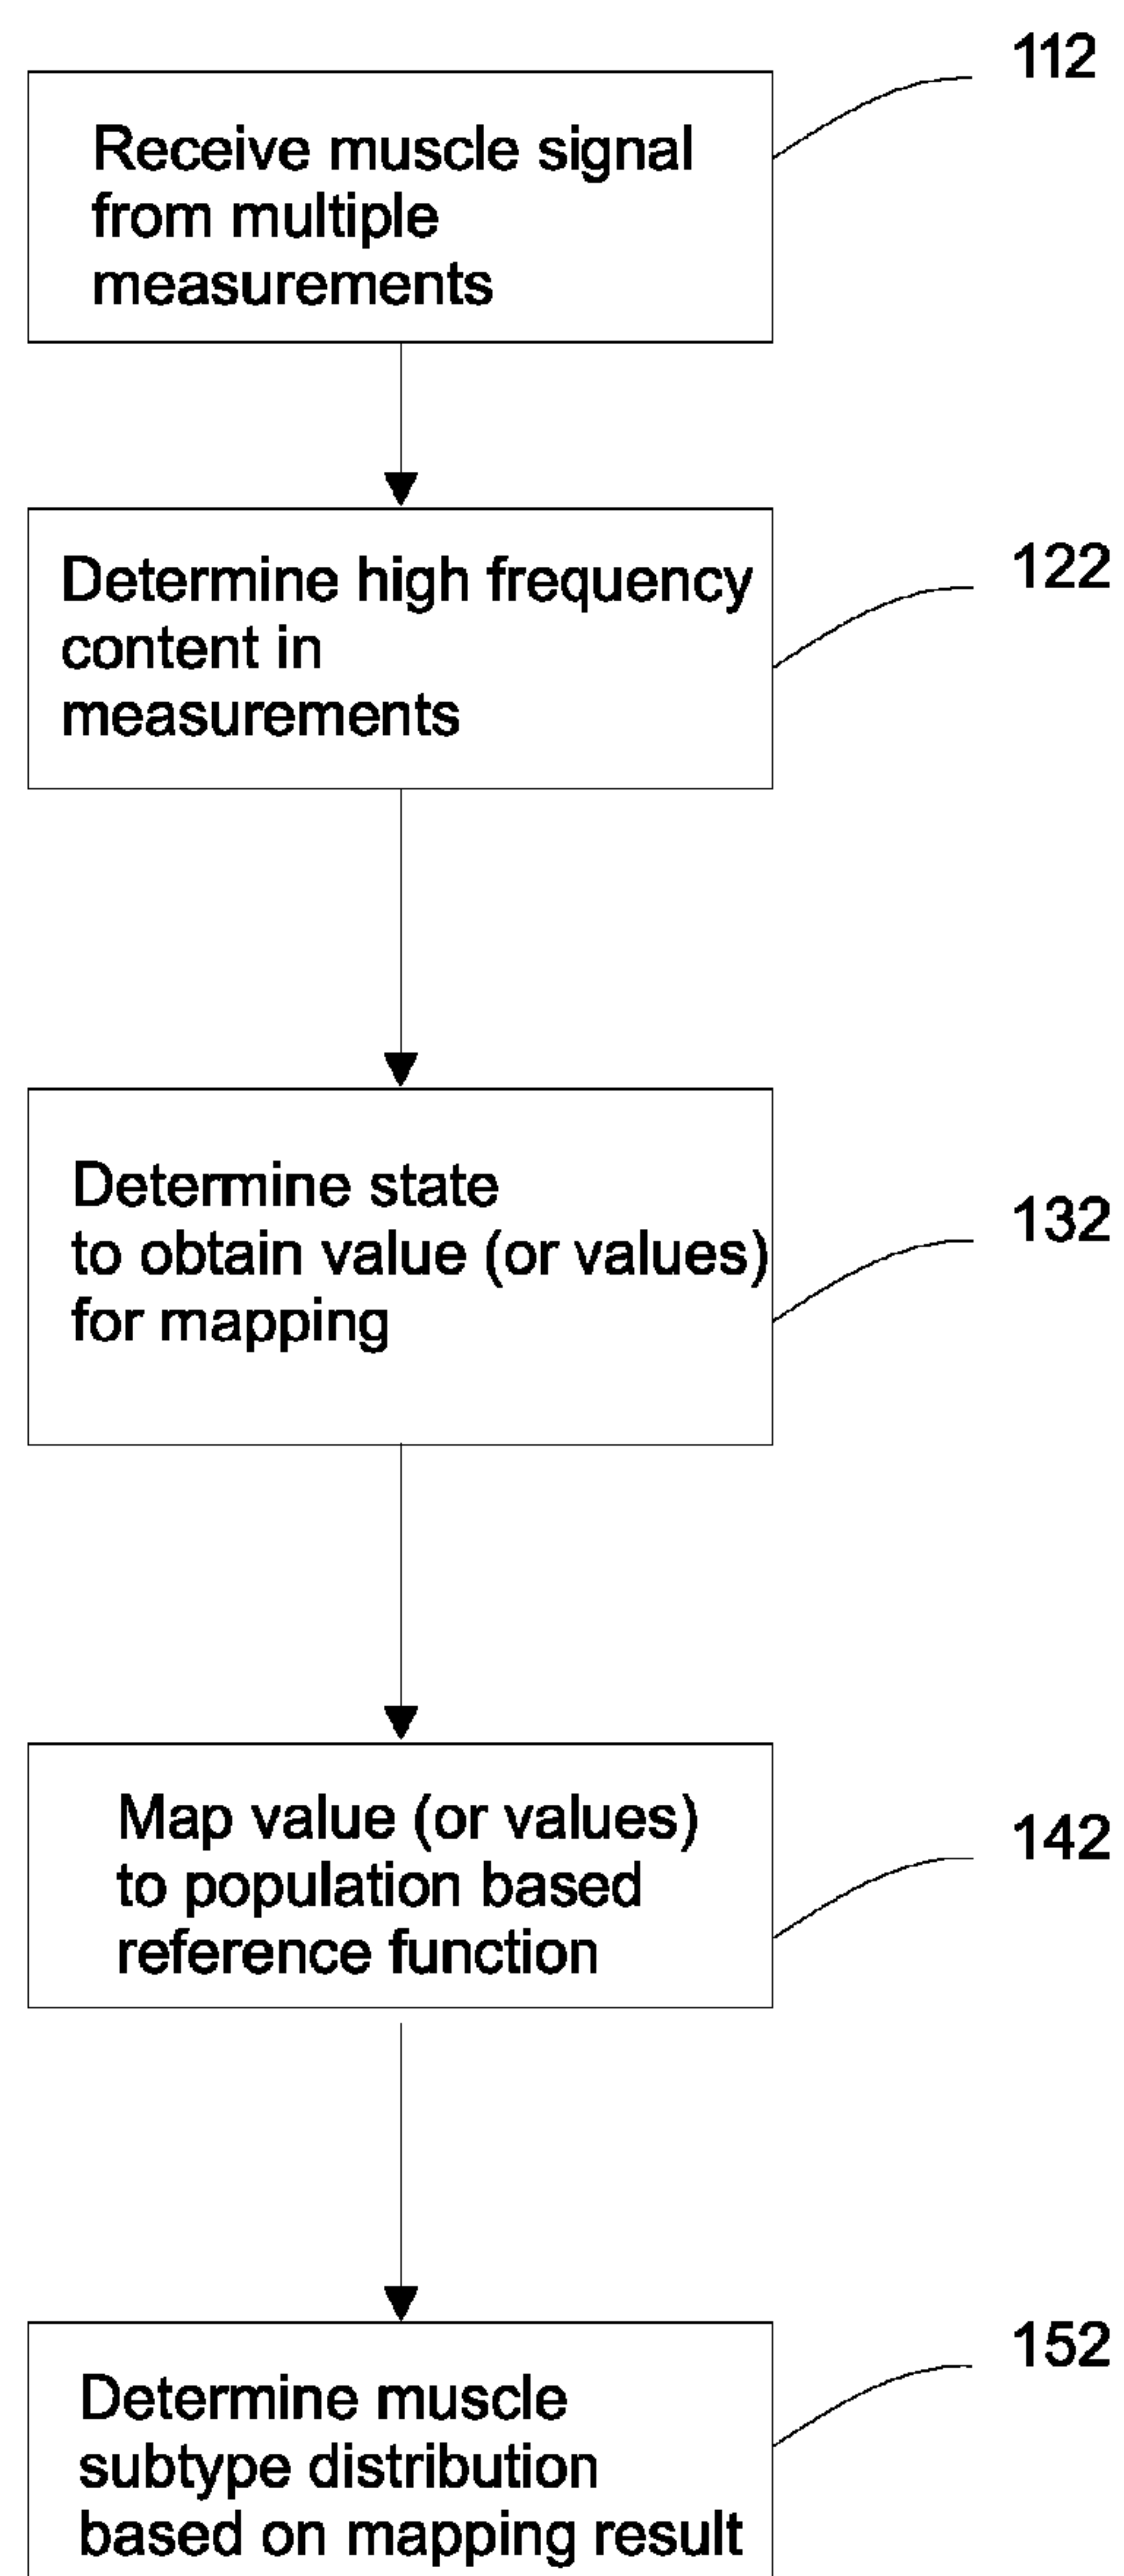 112
Receive muscle signal
from multiple
measurements
122
Determine high frequency
content in
measurements
132
Determine state
to obtain value (or values)
for mapping
142
Map value (or values)
to population based
reference function
152
Determine muscle
subtype distribution
based on mapping result